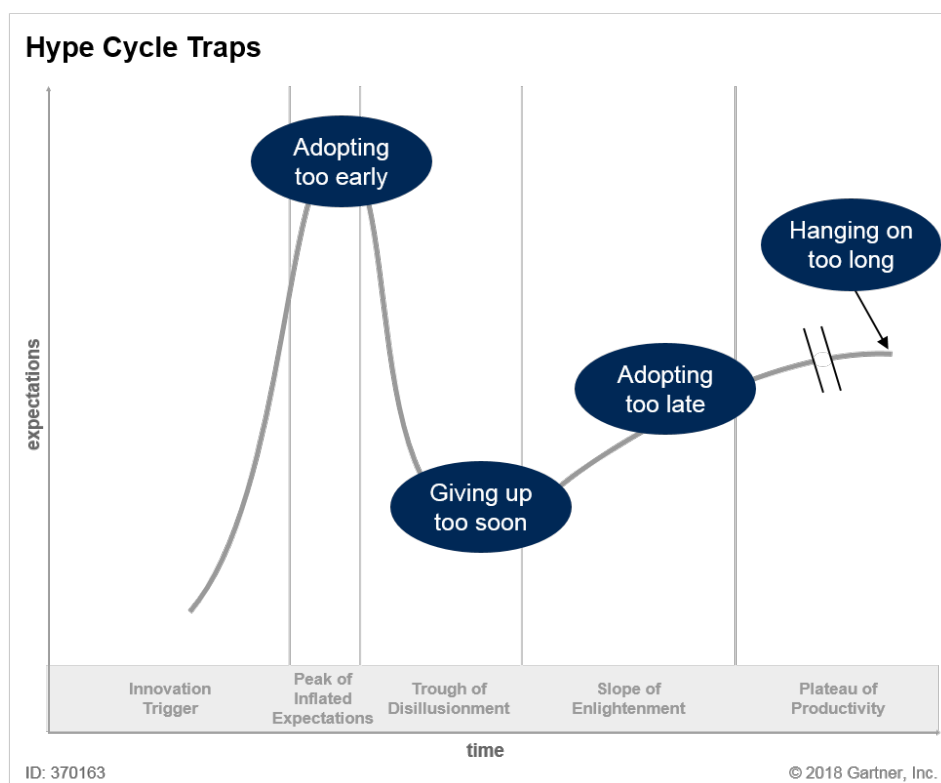 Hype Cycle Traps
Adopting
too early
Hanging on
too long
Adopting
too late
Giving up
too soon
expectations
Innovation
Trigger
Peak of
Inflated
Expectations
Trough of
Disillusionment
Slope of
Enlightenment
Plateau of
Productivity
time
ID: 370163
© 2018 Gartner, Inc.